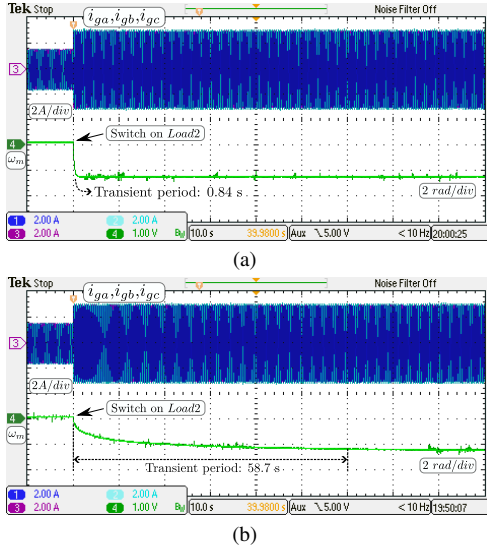 Tek Stop
Noise Filter Off
i_ga,i_gb,i_gc
T
3
2A/div
4
Switch on Load2
ω_m
Transient period: 0.84 s
2 rad/div
1 2.00 A 2 2.00 A
3 2.00 A 4 1.00 V B_W
10.0 s 39.9800 s
Aux 5.00 V < 10 Hz
20:00:25
(a)
Tek Stop
Noise Filter Off
i_ga,i_gb,i_gc
T
3
2A/div
4
Switch on Load2
ω_m
2 rad/div
Transient period: 58.7 s
1 2.00 A 2 2.00 A
3 2.00 A 4 1.00 V B_W
10.0 s 39.9800 s
Aux 5.00 V < 10 Hz
19:50:07
(b)